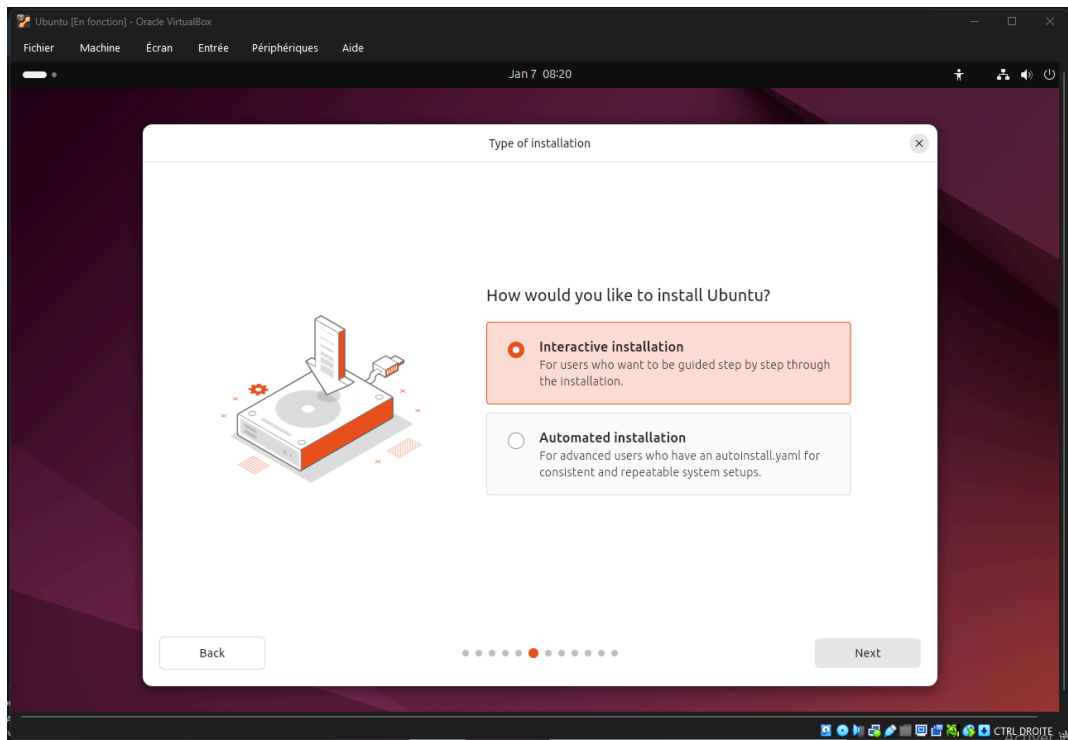 Ubuntu [En fonction] - Oracle VirtualBox
Fichier Machine Écran Entrée Périphériques Aide
Jan 7 08:20
Type of installation
How would you like to install Ubuntu?
Interactive installation
For users who want to be guided step by step through
the installation.
Automated installation
For advanced users who have an autoinstall.yaml for
consistent and repeatable system setups.
Back
Next
CTRL DROITE